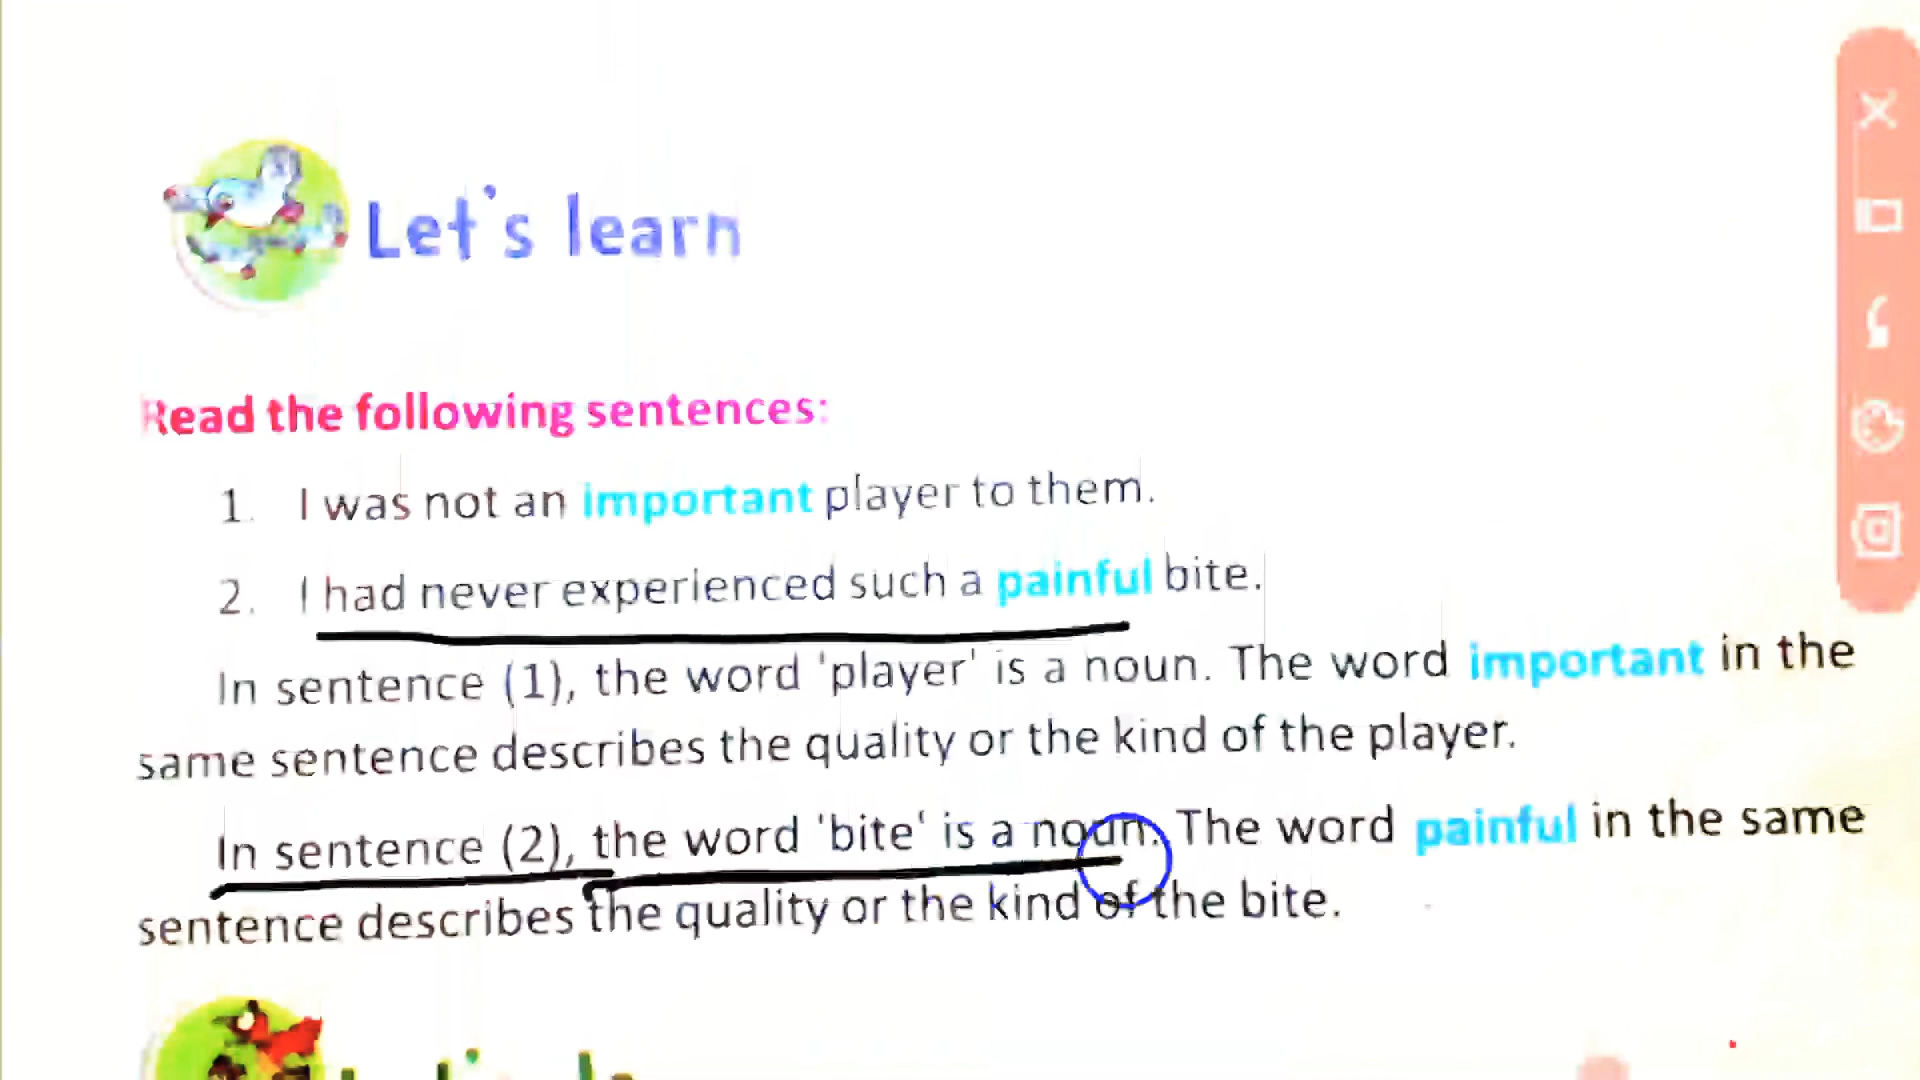 Let's learn
Read the following sentences:
1. I was not an important player to them.
2. I had never experienced such a painful bite.
In sentence (1), the word 'player' is a noun. The word important in the
same sentence describes the quality or the kind of the player.
In sentence (2), the word 'bite' is a noun. The word painful in the same
sentence describes the quality or the kind of the bite.